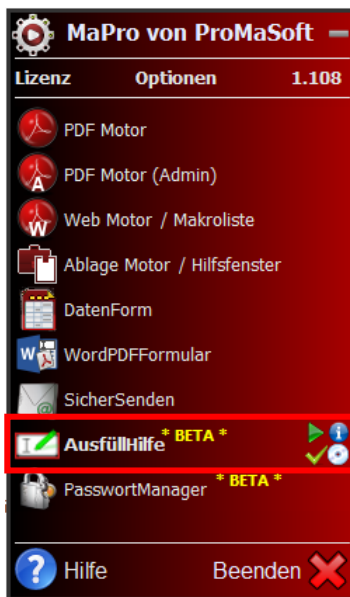 MaPro von ProMaSoft
Lizenz Optionen 1.108
PDF Motor
A PDF Motor (Admin)
W Web Motor / Makroliste
Ablage Motor / Hilfsfenster
DatenForm
W WordPDFFormular
@ SicherSenden
I AusfüllHilfe * BETA * i
PasswortManager * BETA *
? Hilfe Beenden